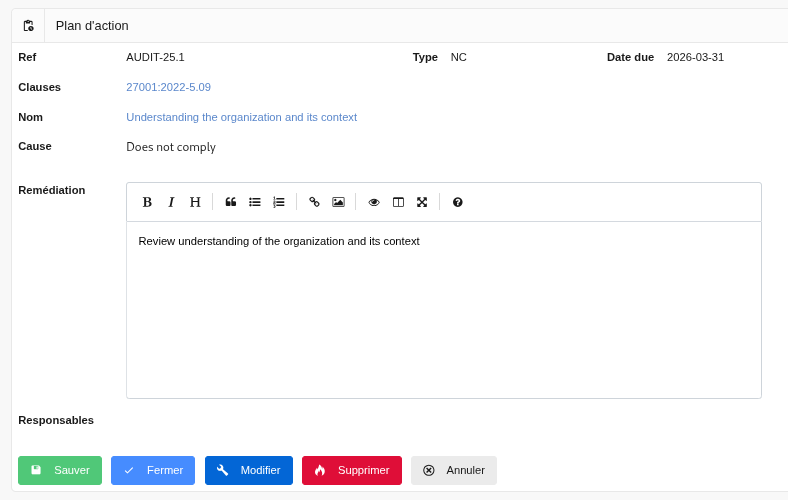 Plan d'action
Ref AUDIT-25.1 Type NC Date due 2026-03-31
Clauses 27001:2022-5.09
Nom Understanding the organization and its context
Cause Does not comply
Remédiation
B I H
Review understanding of the organization and its context
Responsables
Sauver Fermer Modifier Supprimer Annuler